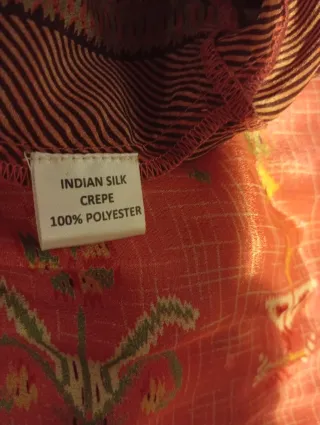 INDIAN SILK
CREPE
100% POLYESTER